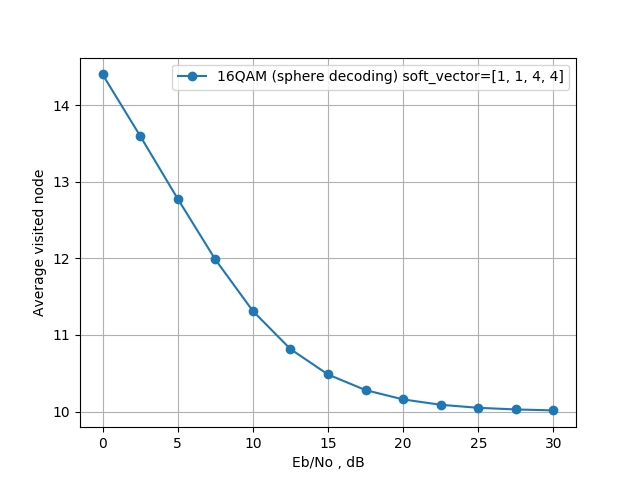 16QAM (sphere decoding) soft_vector=[1, 1, 4, 4]
14
13
12
11
10
Average visited node
0 5 10 15 20 25 30
Eb/No , dB